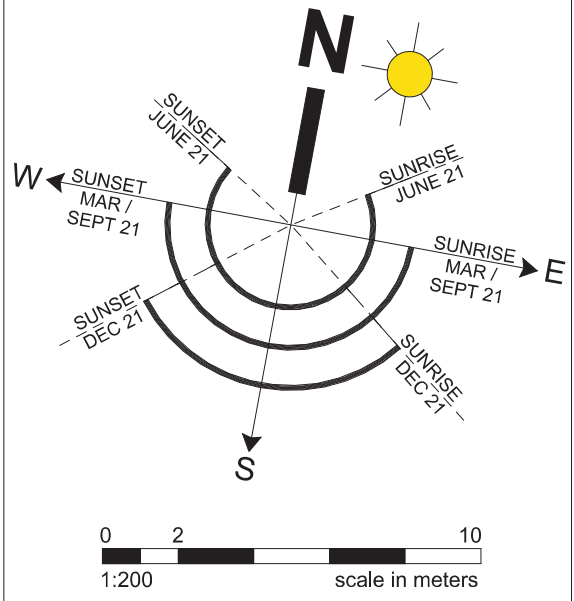 N
SUNSET
JUNE 21
SUNRISE
JUNE 21
W
SUNSET
MAR /
SEPT 21
SUNRISE
MAR /
SEPT 21
E
SUNSET
DEC 21
SUNRISE
DEC 21
S
0 2 10
1:200 scale in meters